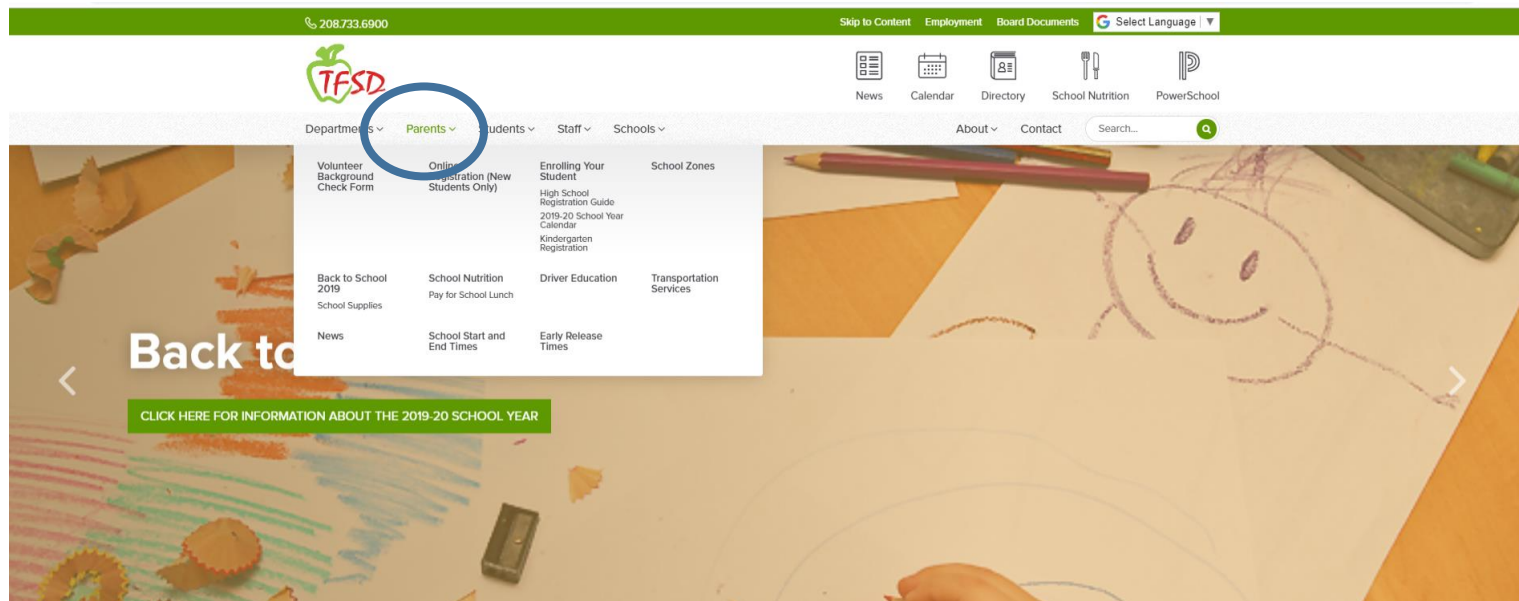 208.733.6900
Skip to Content Employment Board Documents Select Language ▼
TFSD
News Calendar Directory School Nutrition PowerSchool
Departments Parents Students Staff Schools About Contact Search...
Volunteer
Background
Check Form
Online
Registration (New
Students Only)
Enrolling Your
Student
High School
Registration Guide
2019-20 School Year
Calendar
Kindergarten
Registration
School Zones
Back to School
2019
School Supplies
School Nutrition
Pay for School Lunch
Driver Education
Transportation
Services
News
School Start and
End Times
Early Release
Times
Back to
CLICK HERE FOR INFORMATION ABOUT THE 2019-20 SCHOOL YEAR